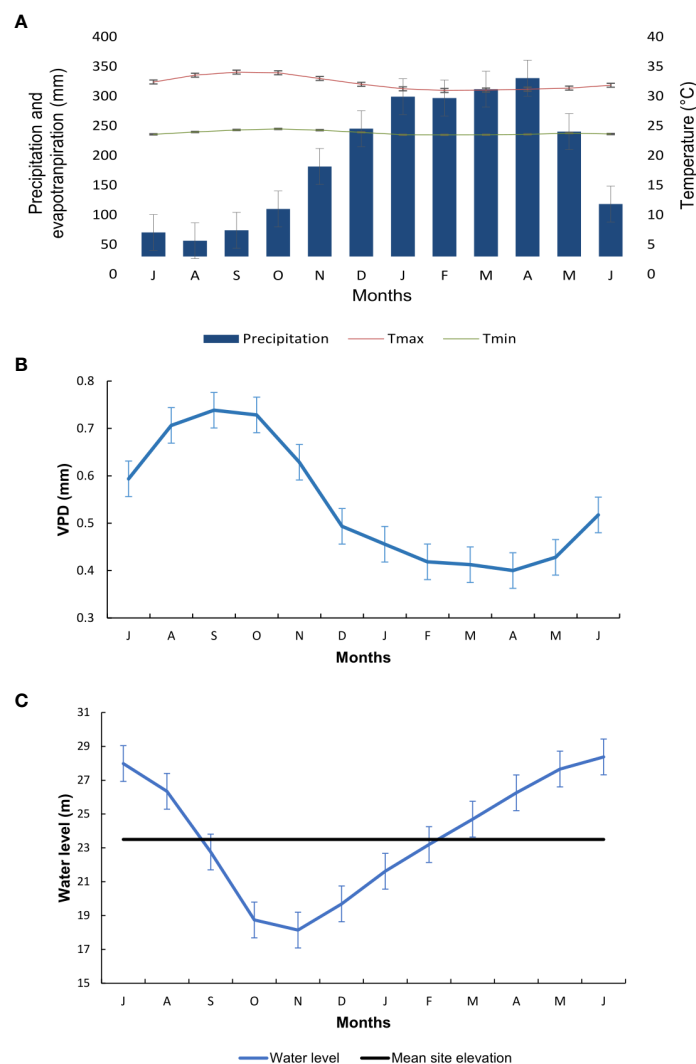 A
Precipitation and
evapotranpiration (mm)
400
350
300
250
200
150
100
50
0
Temperature (°C)
40
35
30
25
20
15
10
5
0
J A S O N D J F M A M J
Months
Precipitation Tmax Tmin
B
VPD (mm)
0.8
0.7
0.6
0.5
0.4
0.3
J A S O N D J F M A M J
Months
C
Water level (m)
31
29
27
25
23
21
19
17
15
J A S O N D J F M A M J
Months
Water level Mean site elevation